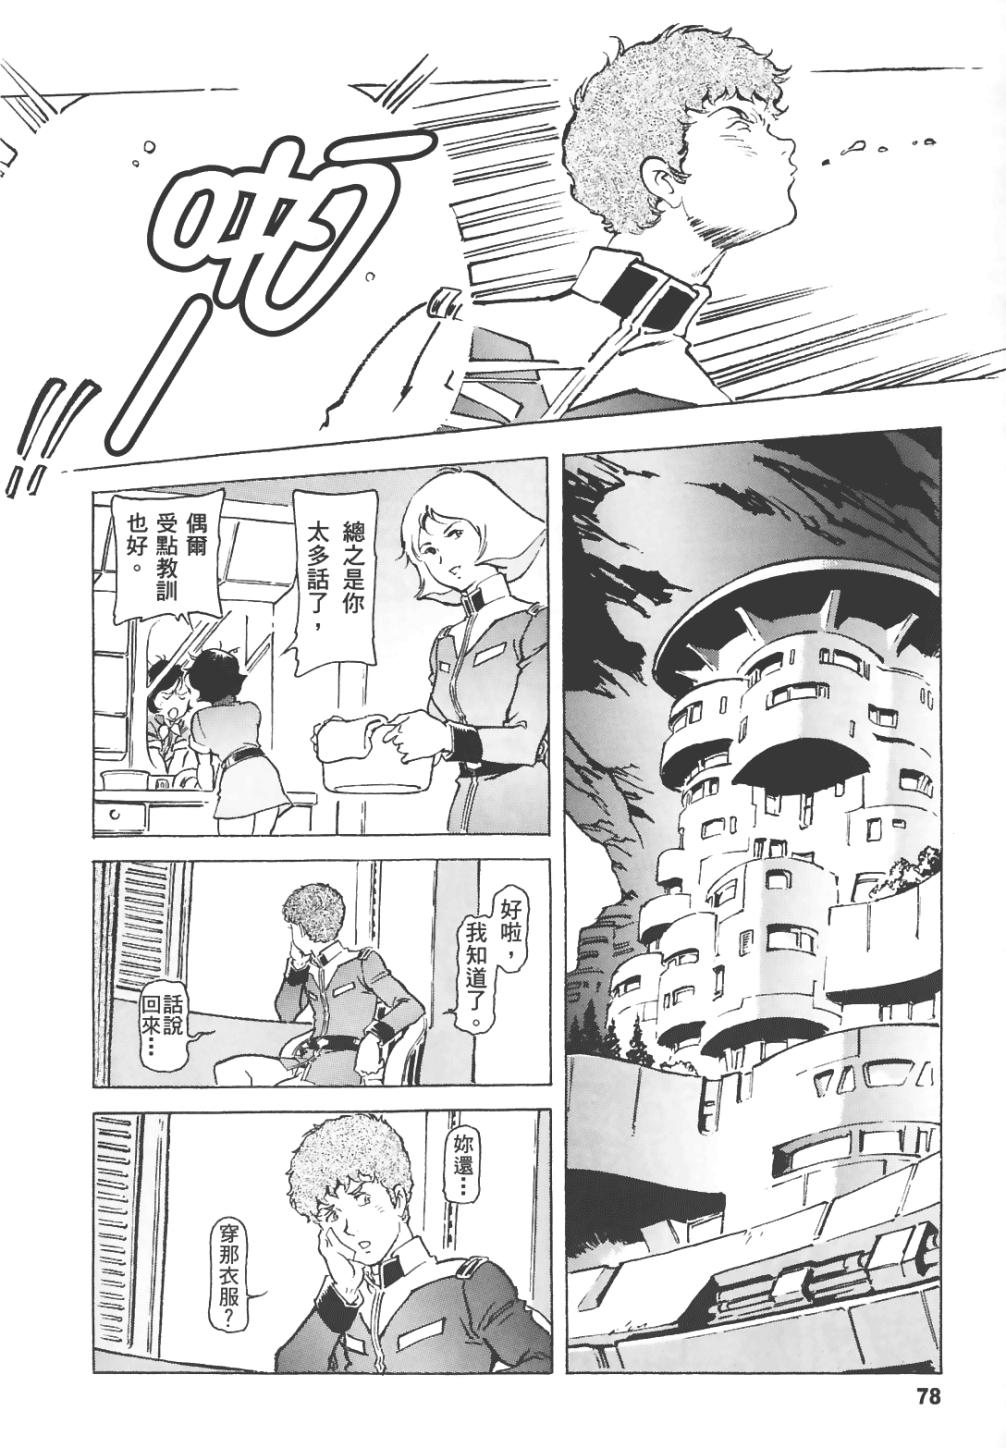 啪
!!
總之是你
太多話了，
偶爾
受點教訓
也好。
好啦，
我知道了。
話說
回來⋯
妳還⋯
穿那衣服？
78